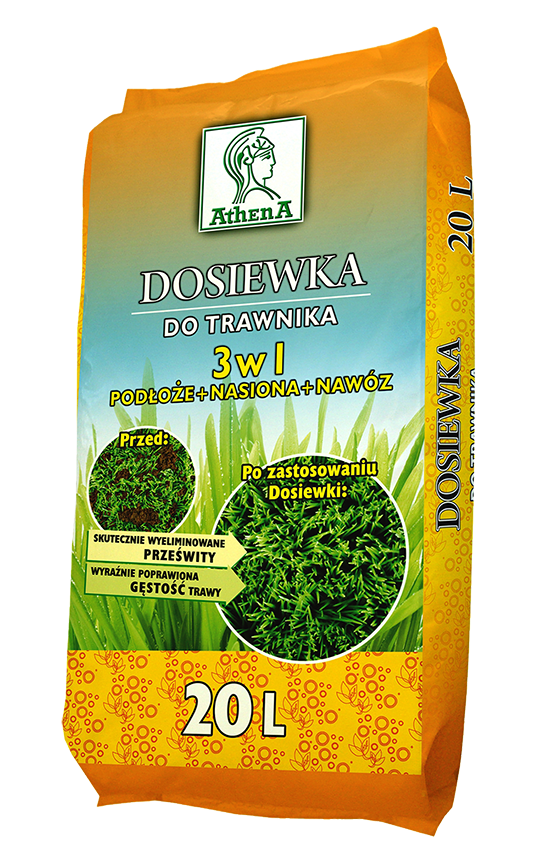 AthenA
DOSIEWKA
DO TRAWNIKA
3 w 1
PODŁOŻE+NASIONA+NAWÓZ
Przed:
Po zastosowaniu
Dosiewki:
SKUTECZNIE WYELIMINOWANE
PRZEŚWITY
WYRAŹNIE POPRAWIONA
GĘSTOŚĆ TRAWY
20 L
20 L
DOSIEWKA
DO TRAWNIKA